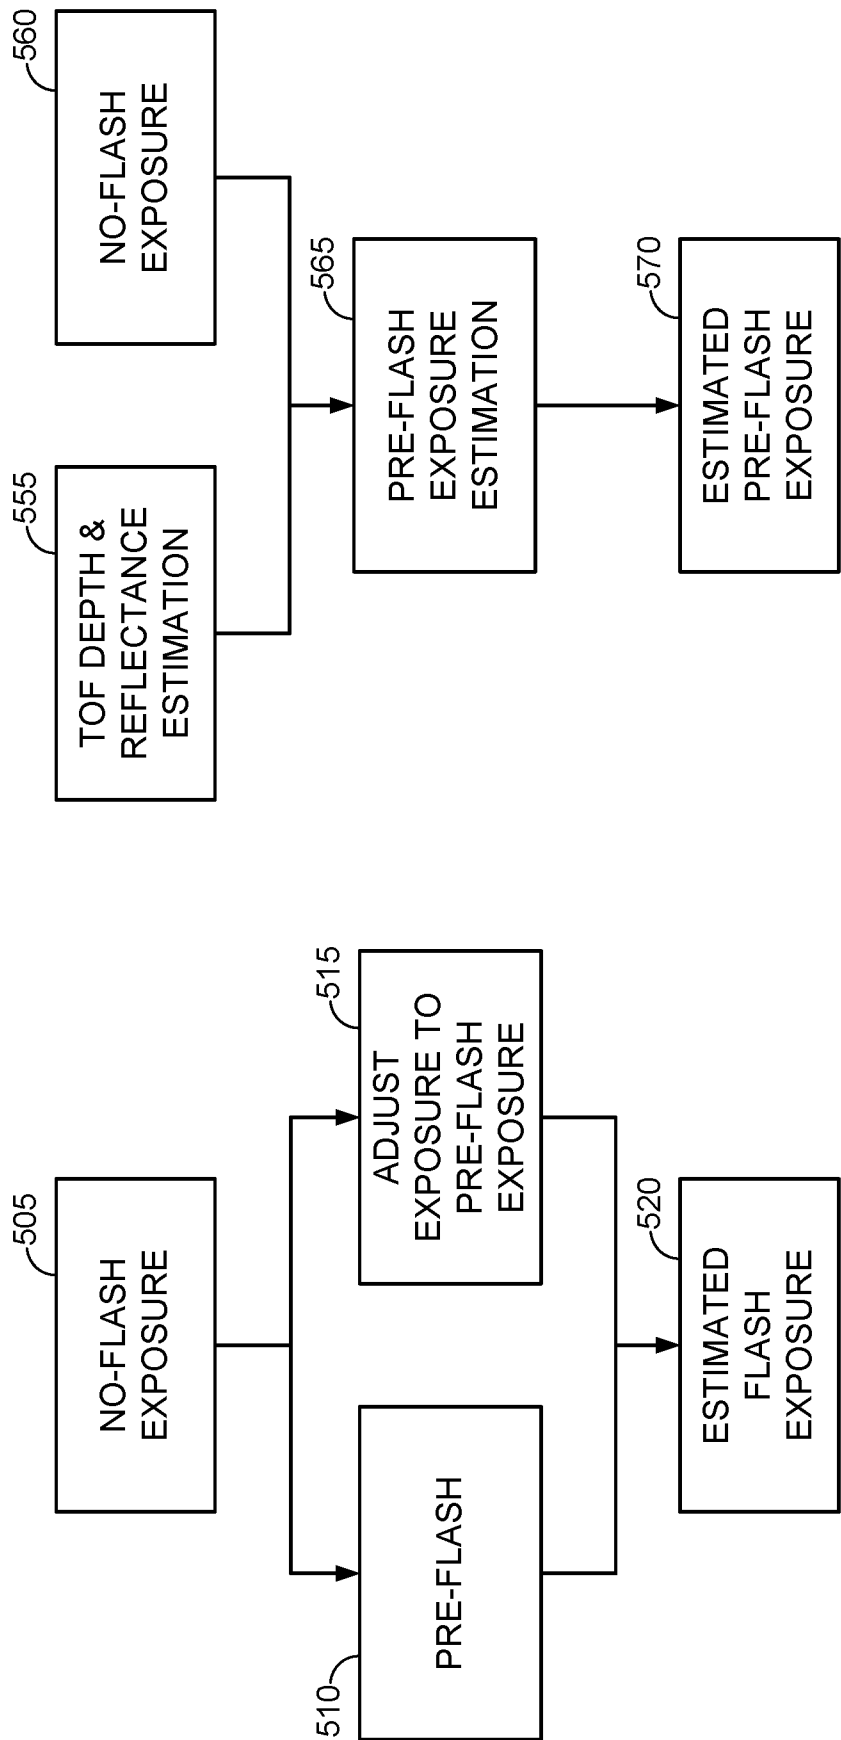 505
NO-FLASH
EXPOSURE
510
PRE-FLASH
515
ADJUST
EXPOSURE TO
PRE-FLASH
EXPOSURE
520
ESTIMATED
FLASH
EXPOSURE
555
TOF DEPTH &
REFLECTANCE
ESTIMATION
560
NO-FLASH
EXPOSURE
565
PRE-FLASH
EXPOSURE
ESTIMATION
570
ESTIMATED
PRE-FLASH
EXPOSURE